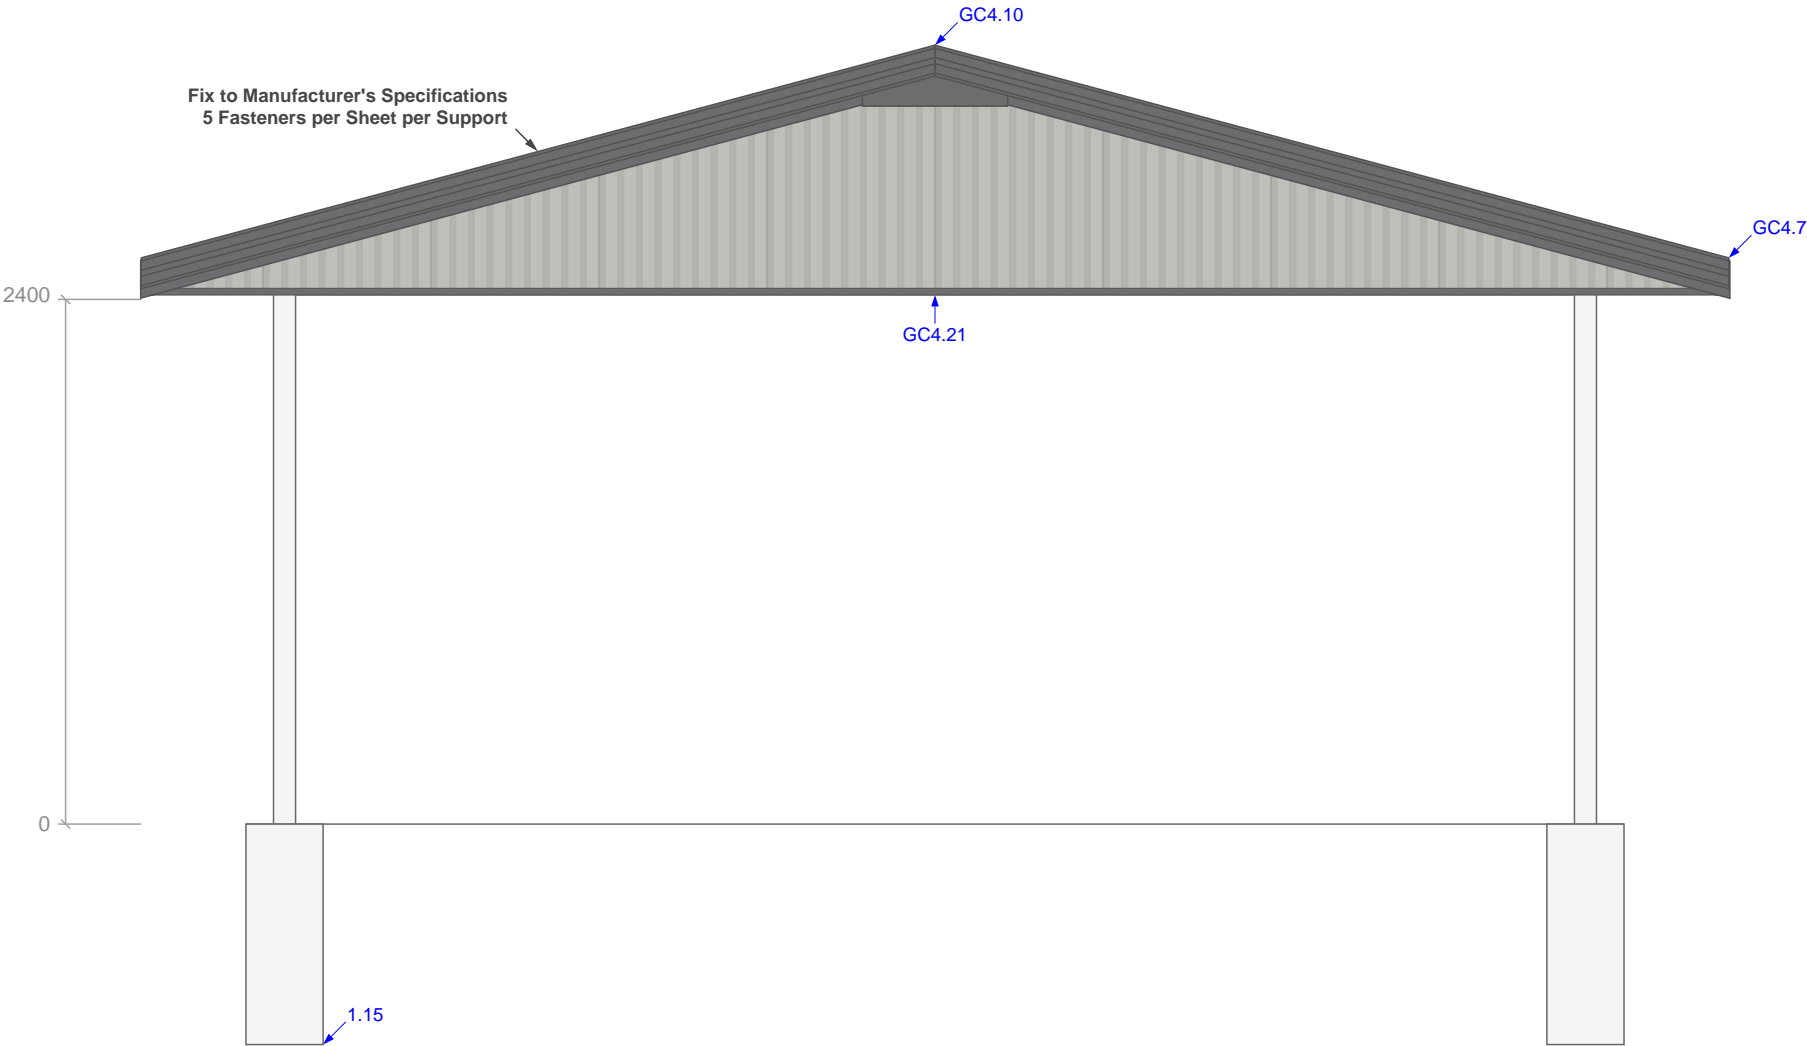 GC4.10
Fix to Manufacturer's Specifications
5 Fasteners per Sheet per Support
GC4.7
2400
GC4.21
0
1.15